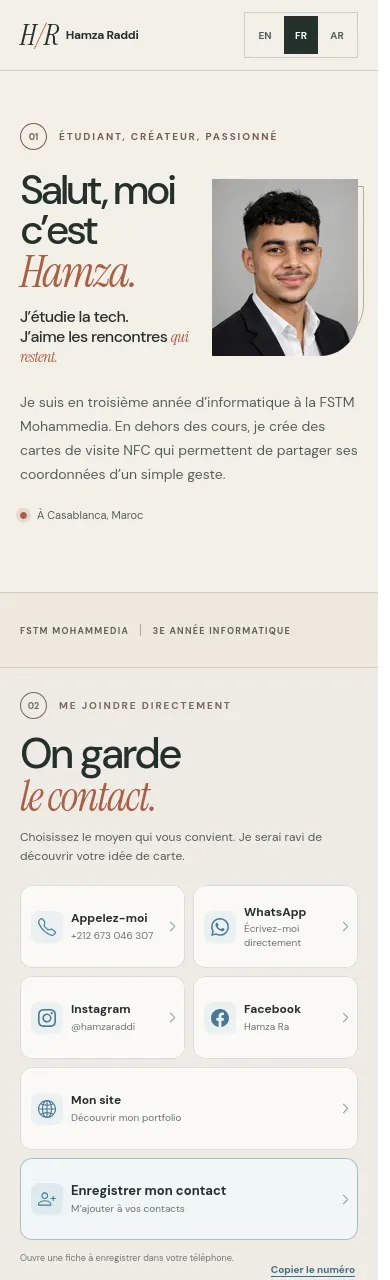 H/R Hamza Raddi EN FR AR
01 ÉTUDIANT, CRÉATEUR, PASSIONNÉ
Salut, moi
c’est
Hamza.
J’étudie la tech.
J’aime les rencontres qui
restent.
Je suis en troisième année d’informatique à la FSTM
Mohammedia. En dehors des cours, je crée des
cartes de visite NFC qui permettent de partager ses
coordonnées d’un simple geste.
À Casablanca, Maroc
FSTM MOHAMMEDIA 3E ANNÉE INFORMATIQUE
02 ME JOINDRE DIRECTEMENT
On garde
le contact.
Choisissez le moyen qui vous convient. Je serai ravi de
découvrir votre idée de carte.
Appelez-moi
+212 673 046 307
WhatsApp
Écrivez-moi
directement
Instagram
@hamzaraddi
Facebook
Hamza Ra
Mon site
Découvrir mon portfolio
Enregistrer mon contact
M’ajouter à vos contacts
Ouvre une fiche à enregistrer dans votre téléphone.
Copier le numéro